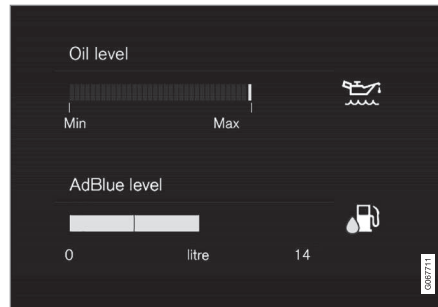 Oil level
Min Max
AdBlue level
0 litre 14
G067711